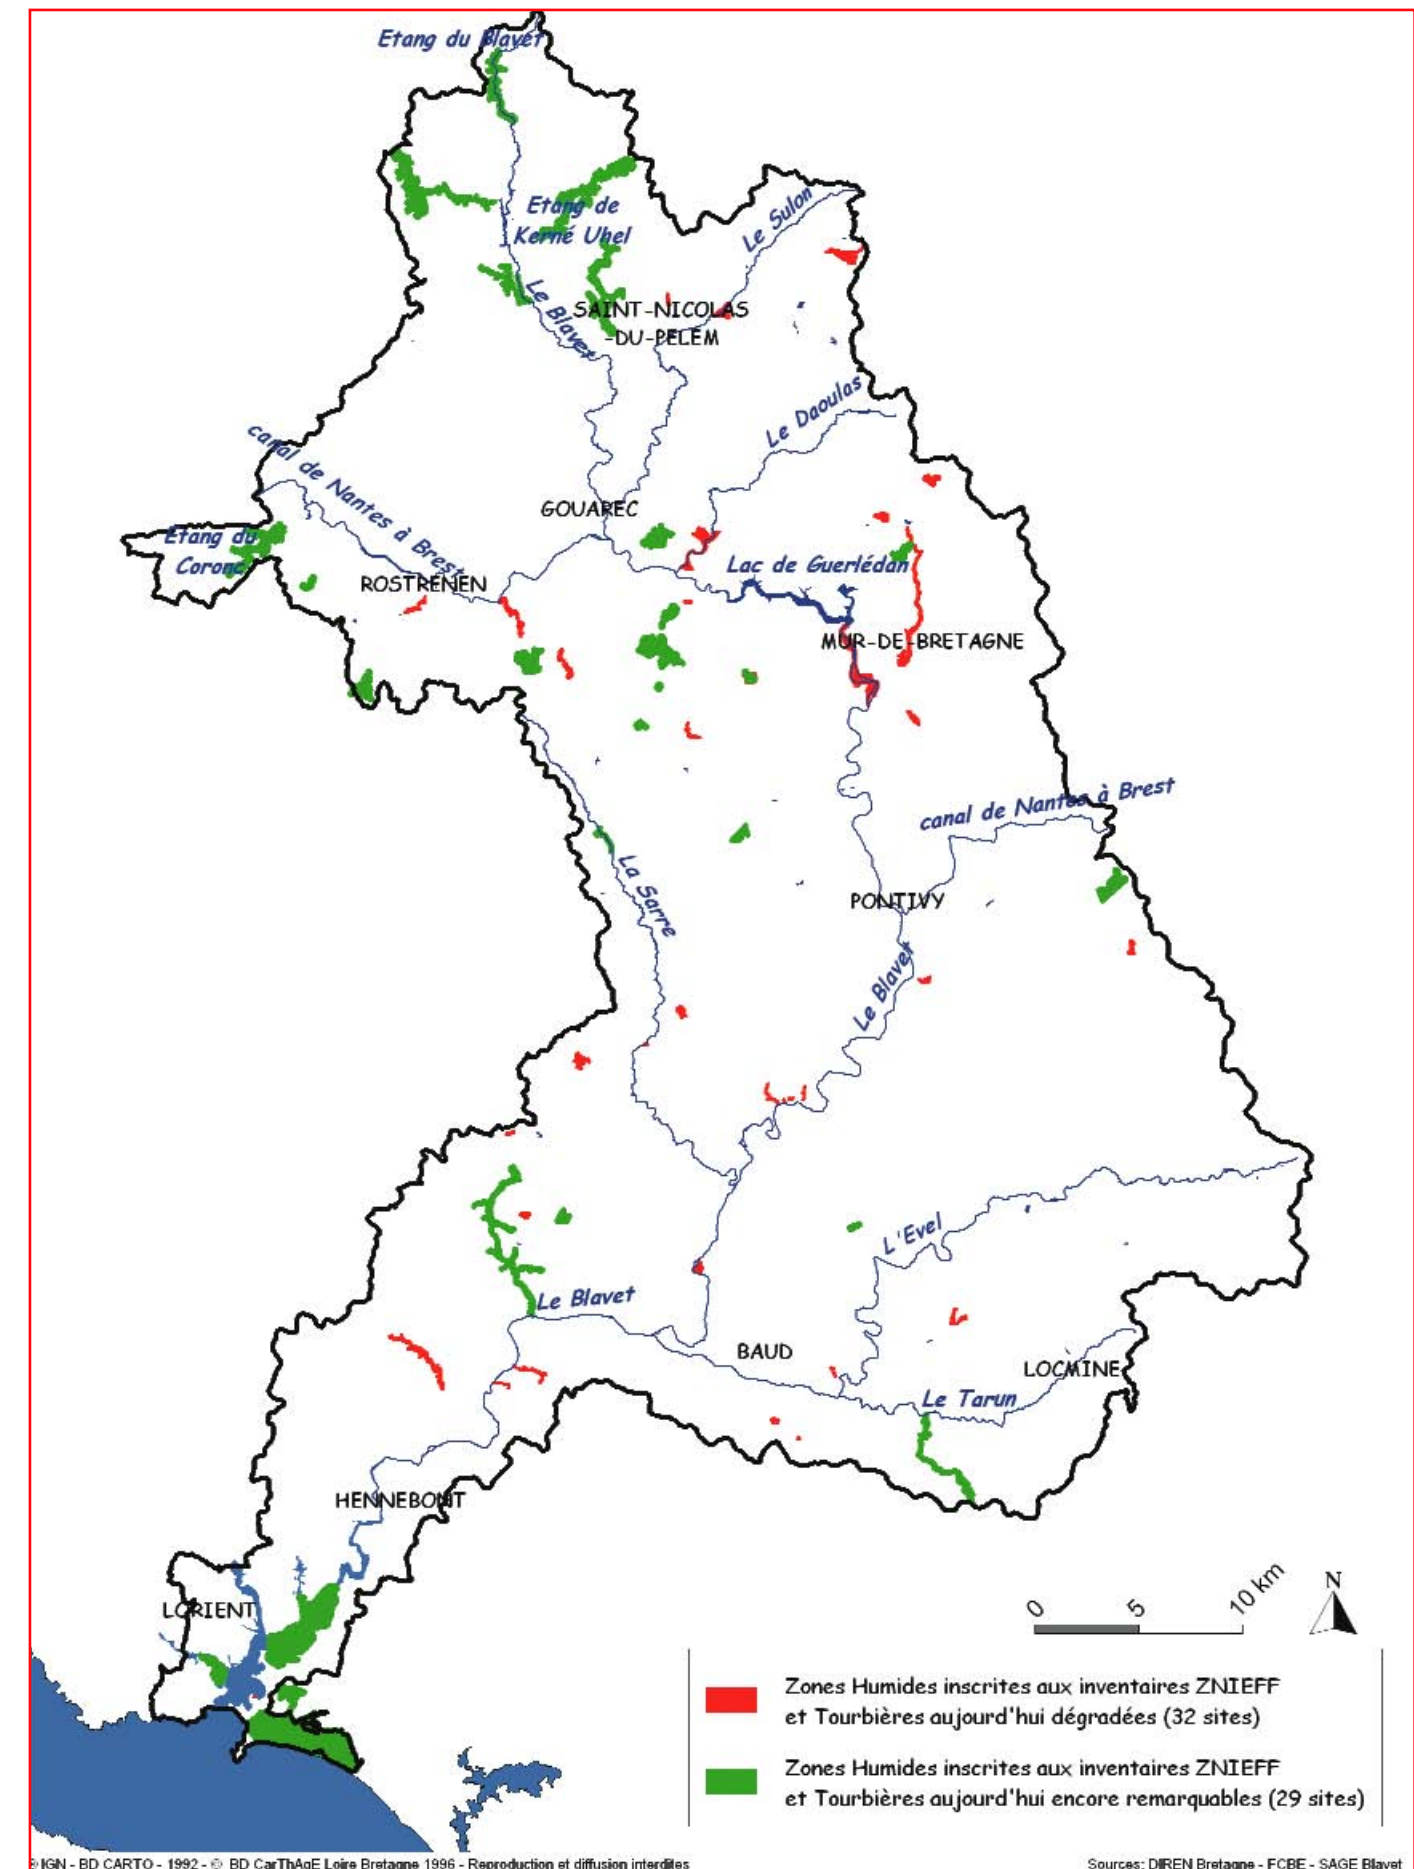 Etang du Blavet
Etang de
Kerné Uhel
Le Sulon
Le Blavet
SAINT-NICOLAS
-DU-PELEM
Le Daoulas
canal de Nantes à Brest
GOUAREC
Etang du
Coronc
ROSTRENEN
Lac de Guerlédan
MUR-DE-BRETAGNE
canal de Nantes à Brest
La Sarre
PONTIVY
Le Blavet
L'Evel
Le Blavet
BAUD
LOCMINE
Le Tarun
HENNEBONT
LORIENT
0 5 10 km
N
Zones Humides inscrites aux inventaires ZNIEFF
et Tourbières aujourd'hui dégradées (32 sites)
Zones Humides inscrites aux inventaires ZNIEFF
et Tourbières aujourd'hui encore remarquables (29 sites)
© IGN - BD CARTO - 1992 - © BD CarThAgE Loire Bretagne 1996 - Reproduction et diffusion interdites
Sources: DIREN Bretagne - FCBE - SAGE Blavet